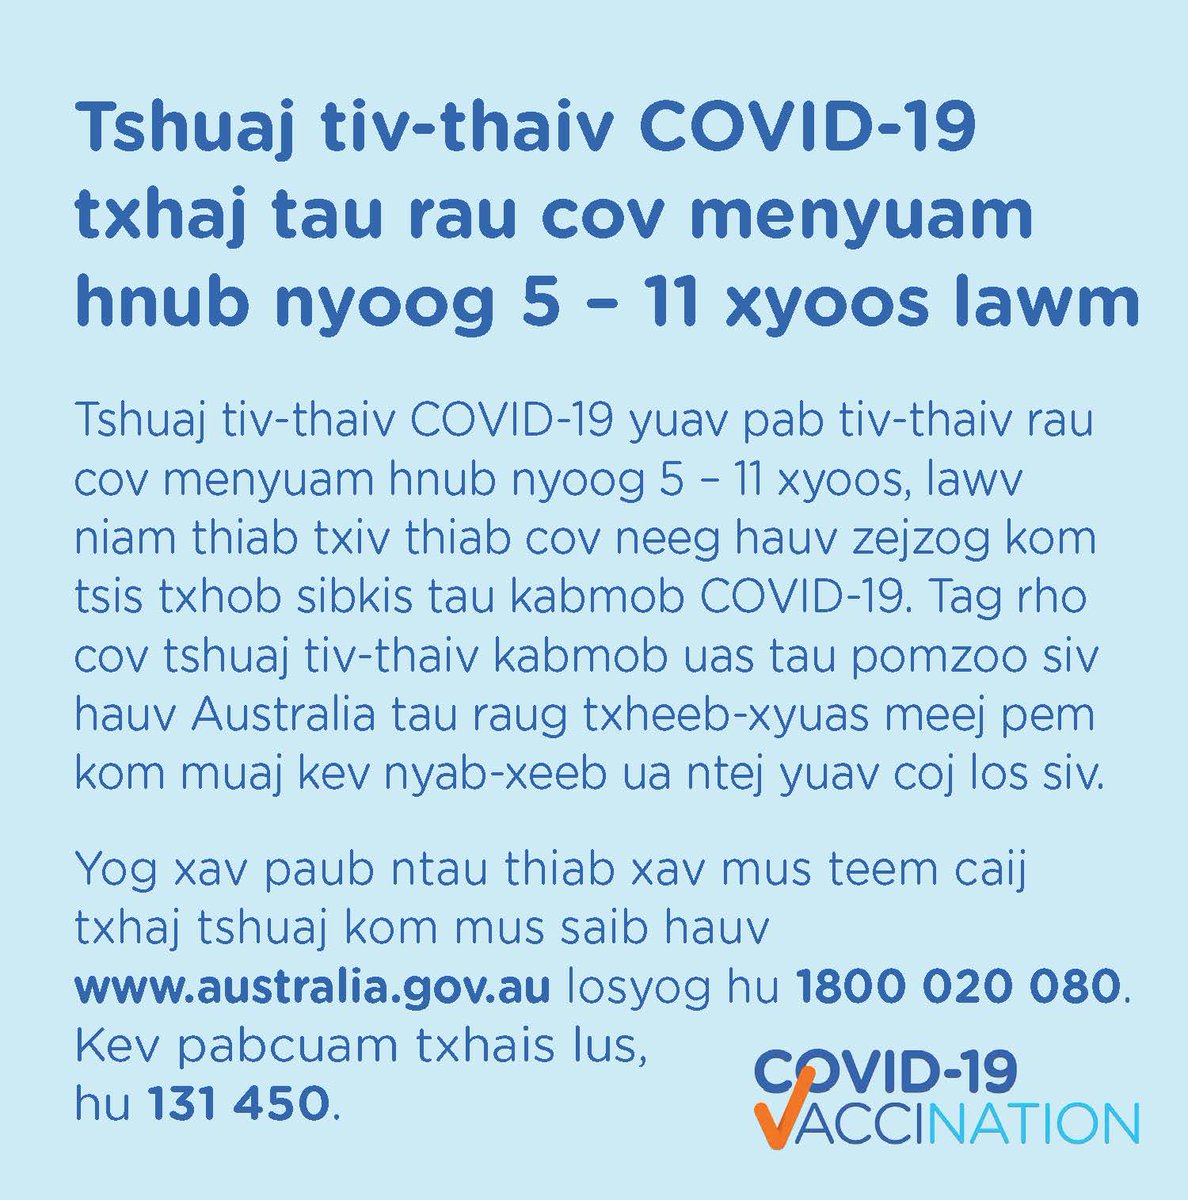 Tshuaj tiv-thaiv COVID-19
txhaj tau rau cov menyuam
hnub nyoog 5 – 11 xyoos lawm
Tshuaj tiv-thaiv COVID-19 yuav pab tiv-thaiv rau
cov menyuam hnub nyoog 5 – 11 xyoos, lawv
niam thiab txiv thiab cov neeg hauv zejzog kom
tsis txhob sibkis tau kabmob COVID-19. Tag rho
cov tshuaj tiv-thaiv kabmob uas tau pomzoo siv
hauv Australia tau raug txheeb-xyuas meej pem
kom muaj kev nyab-xeeb ua ntej yuav coj los siv.
Yog xav paub ntau thiab xav mus teem caij
txhaj tshuaj kom mus saib hauv
www.australia.gov.au losyog hu 1800 020 080.
Kev pabcuam txhais lus,
hu 131 450.
COVID-19
VACCINATION